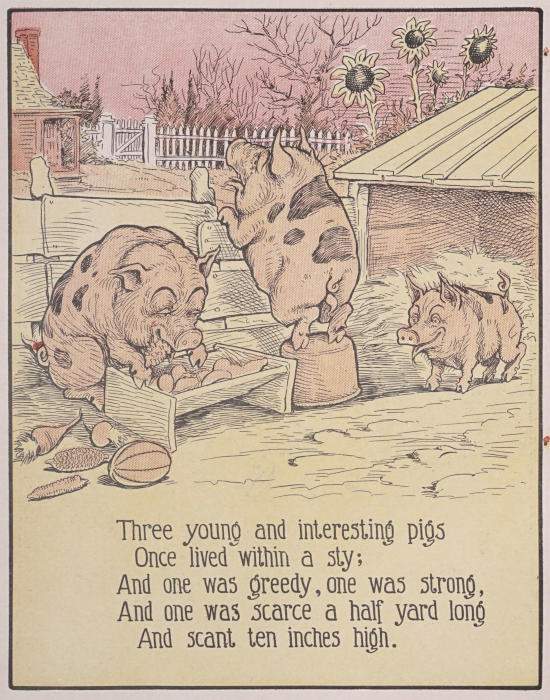 Three young and interesting pigs
Once lived within a sty;
And one was greedy, one was strong,
And one was scarce a half yard long
And scant ten inches high.